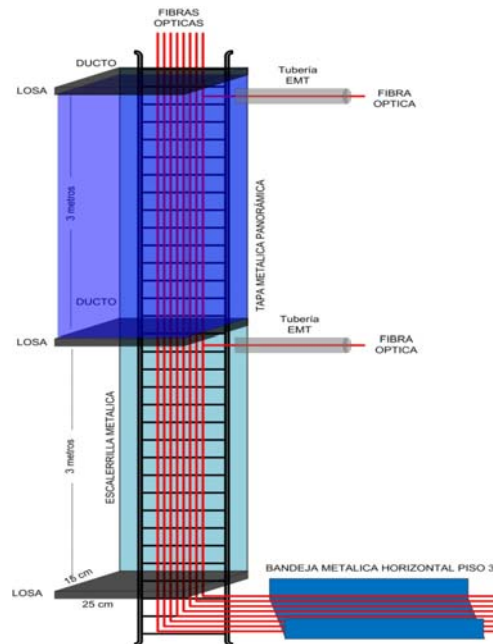 FIBRAS
OPTICAS
DUCTO
Tubería
EMT
LOSA
FIBRA
OPTICA
3 metros
TAPA METALICA PANORÁMICA
DUCTO
Tubería
EMT
LOSA
FIBRA
OPTICA
ESCALERRILLA METALICA
3 metros
15 cm
BANDEJA METALICA HORIZONTAL PISO 3
LOSA
25 cm